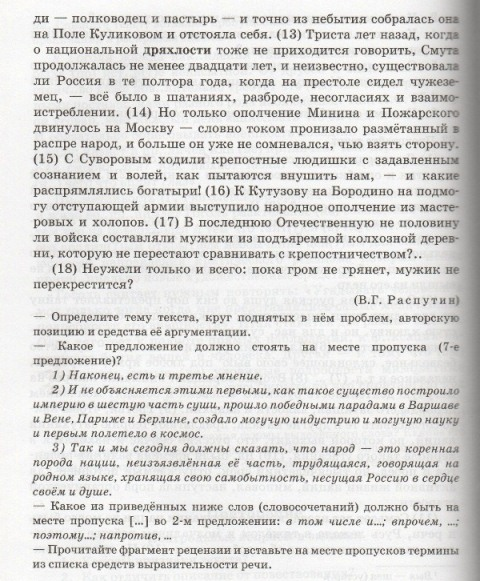 ди — полководец и пастырь — и точно из небытия собралась она
на Поле Куликовом и отстояла себя. (13) Триста лет назад, когда
о национальной дряхлости тоже не приходится говорить, Смута
продолжалась не менее двадцати лет, и неизвестно, существовала
ли Россия в те полтора года, когда на престоле сидел чужезе-
мец, — всё было в шатаниях, разброде, несогласиях и взаимо-
истреблении. (14) Но только ополчение Минина и Пожарского
двинулось на Москву — словно током пронизало размётанный в
распре народ, и больше он уже не сомневался, чью взять сторону.
(15) С Суворовым ходили крепостные людишки с задавленным
сознанием и волей, как пытаются внушить нам, — и какие
распрямлялись богатыри! (16) К Кутузову на Бородино на подмо-
гу отступающей армии выступило народное ополчение из масте-
ровых и холопов. (17) В последнюю Отечественную не половину
ли войска составляли мужики из подъяремной колхозной дерев-
ни, которую не перестают сравнивать с крепостничеством?..
(18) Неужели только и всего: пока гром не грянет, мужик не
перекрестится?
(В.Г. Распутин)
— Определите тему текста, круг поднятых в нём проблем, авторскую
позицию и средства её аргументации.
— Какое предложение должно стоять на месте пропуска (7-е
предложение)?
1) Наконец, есть и третье мнение.
2) И не объясняется этими первыми, как такое существо построило
империю в шестую часть суши, прошло победными парадами в Варшаве
и Вене, Париже и Берлине, создало могучую индустрию и могучую науку
и первым полетело в космос.
3) Так и мы сегодня должны сказать, что народ — это коренная
порода нации, неизъязвлённая её часть, трудящаяся, говорящая на
родном языке, хранящая свою самобытность, несущая Россию в сердце
своём и душе.
— Какое из приведённых ниже слов (словосочетаний) должно быть на
месте пропуска [...] во 2-м предложении: в том числе и...; впрочем, ...;
поэтому...; напротив, ...
— Прочитайте фрагмент рецензии и вставьте на месте пропусков термины
из списка средств выразительности речи.